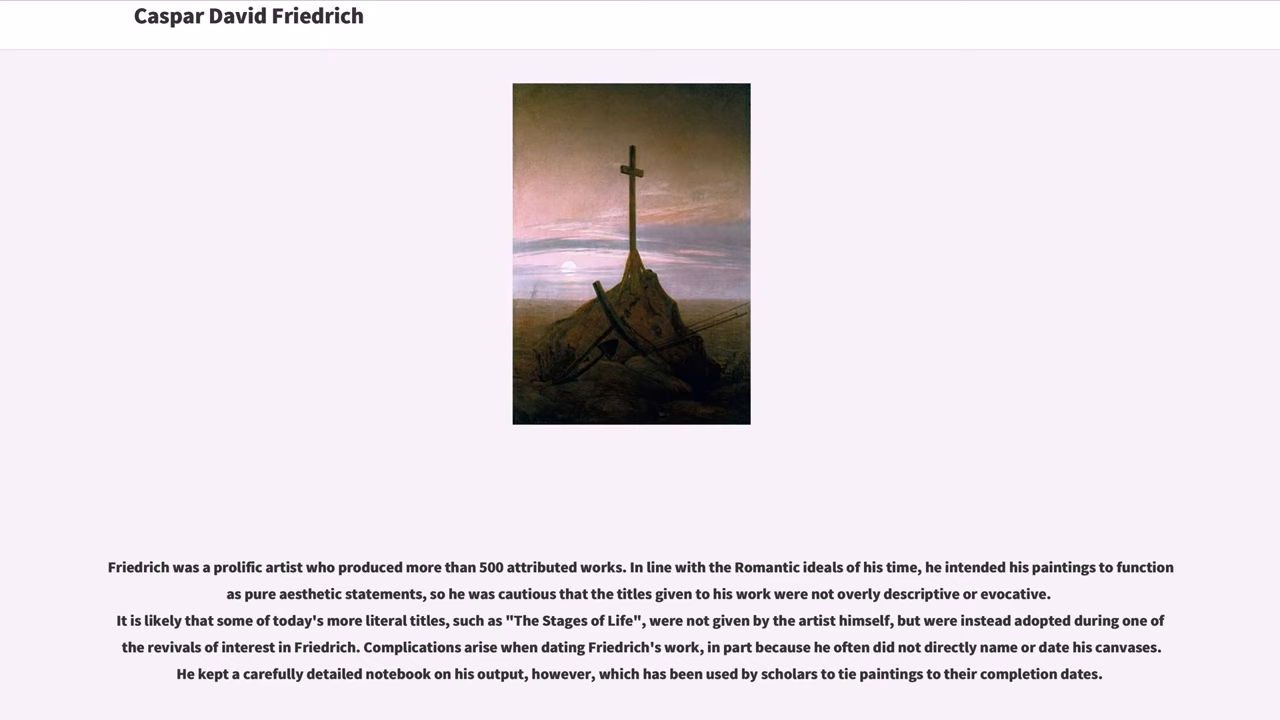 Caspar David Friedrich
Friedrich was a prolific artist who produced more than 500 attributed works. In line with the Romantic ideals of his time, he intended his paintings to function
as pure aesthetic statements, so he was cautious that the titles given to his work were not overly descriptive or evocative.
It is likely that some of today's more literal titles, such as "The Stages of Life", were not given by the artist himself, but were instead adopted during one of
the revivals of interest in Friedrich. Complications arise when dating Friedrich's work, in part because he often did not directly name or date his canvases.
He kept a carefully detailed notebook on his output, however, which has been used by scholars to tie paintings to their completion dates.